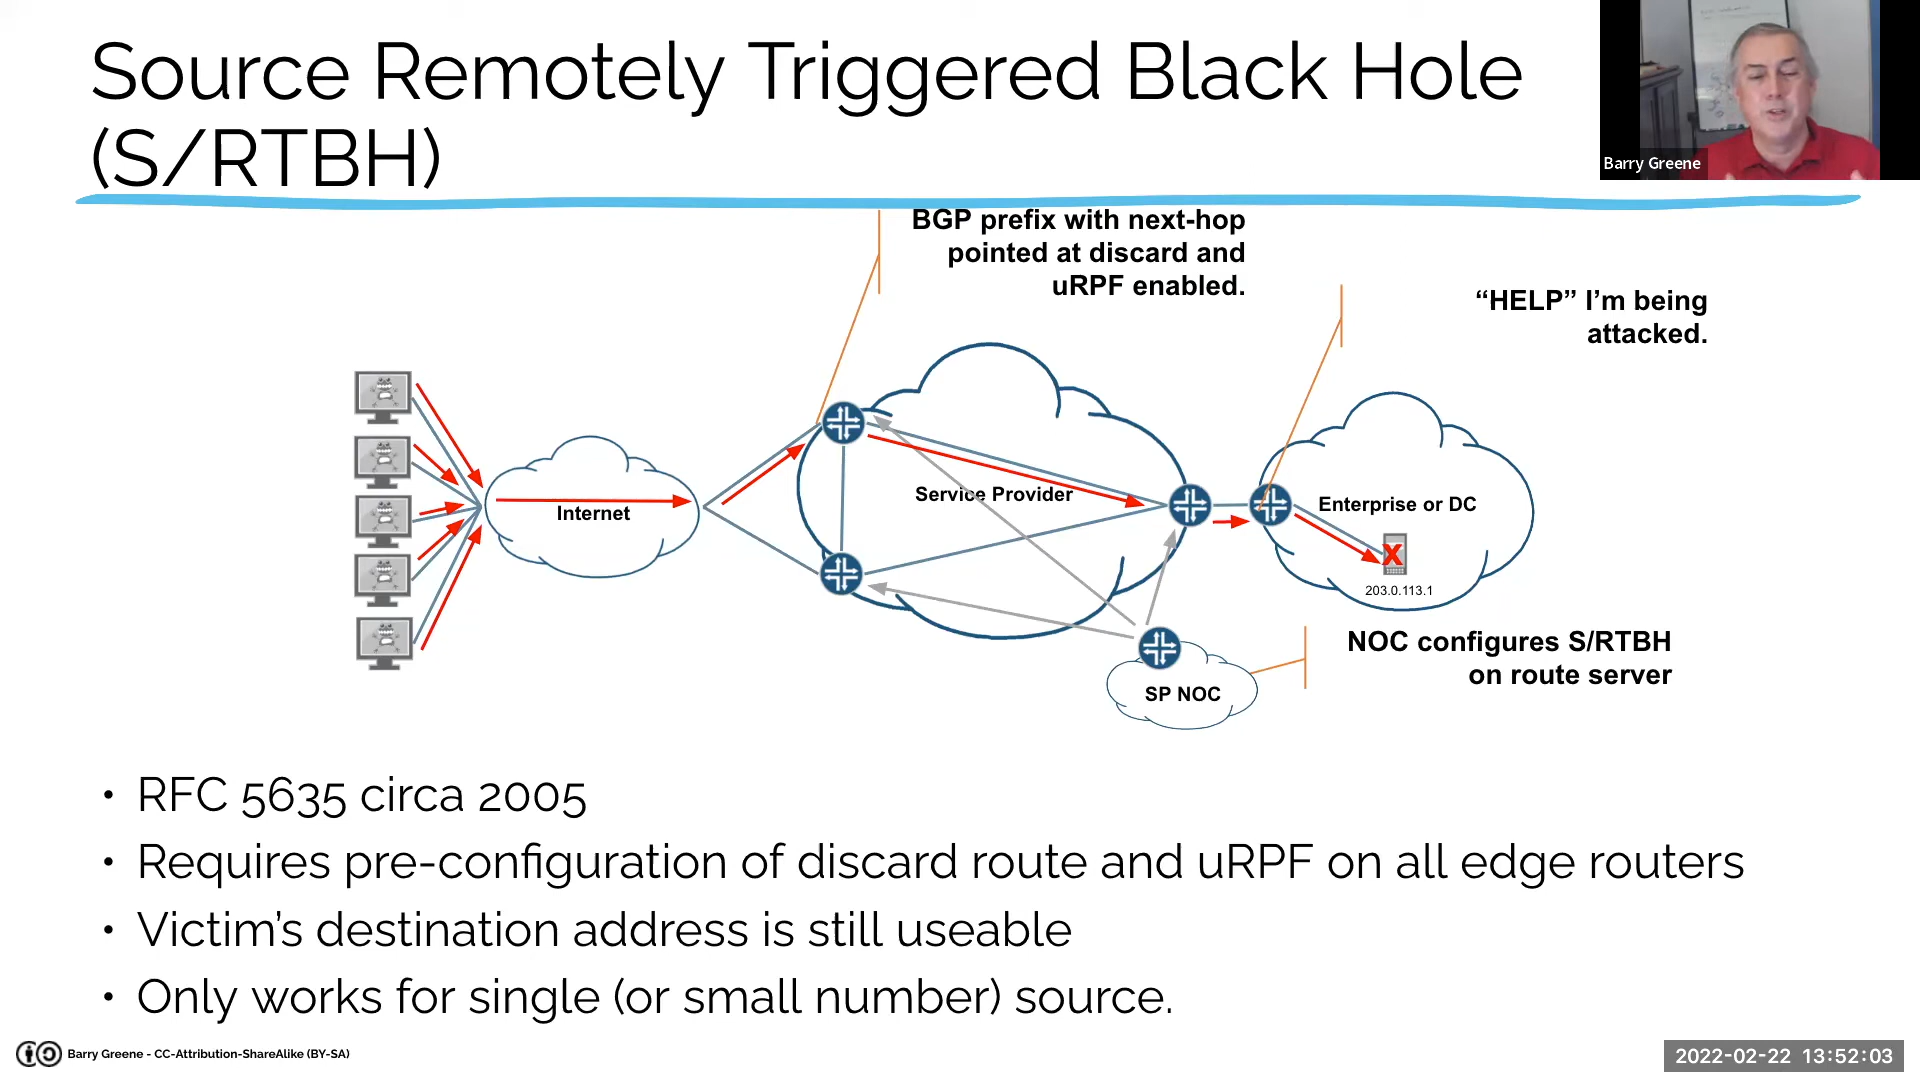 Source Remotely Triggered Black Hole
(S/RTBH)
Barry Greene
BGP prefix with next-hop
pointed at discard and
uRPF enabled.
“HELP” I’m being
attacked.
Service Provider
Internet
Enterprise or DC
X
203.0.113.1
NOC configures S/RTBH
on route server
SP NOC
• RFC 5635 circa 2005
• Requires pre-configuration of discard route and uRPF on all edge routers
• Victim’s destination address is still useable
• Only works for single (or small number) source.
Barry Greene - CC-Attribution-ShareAlike (BY-SA)
2022-02-22 13:52:03